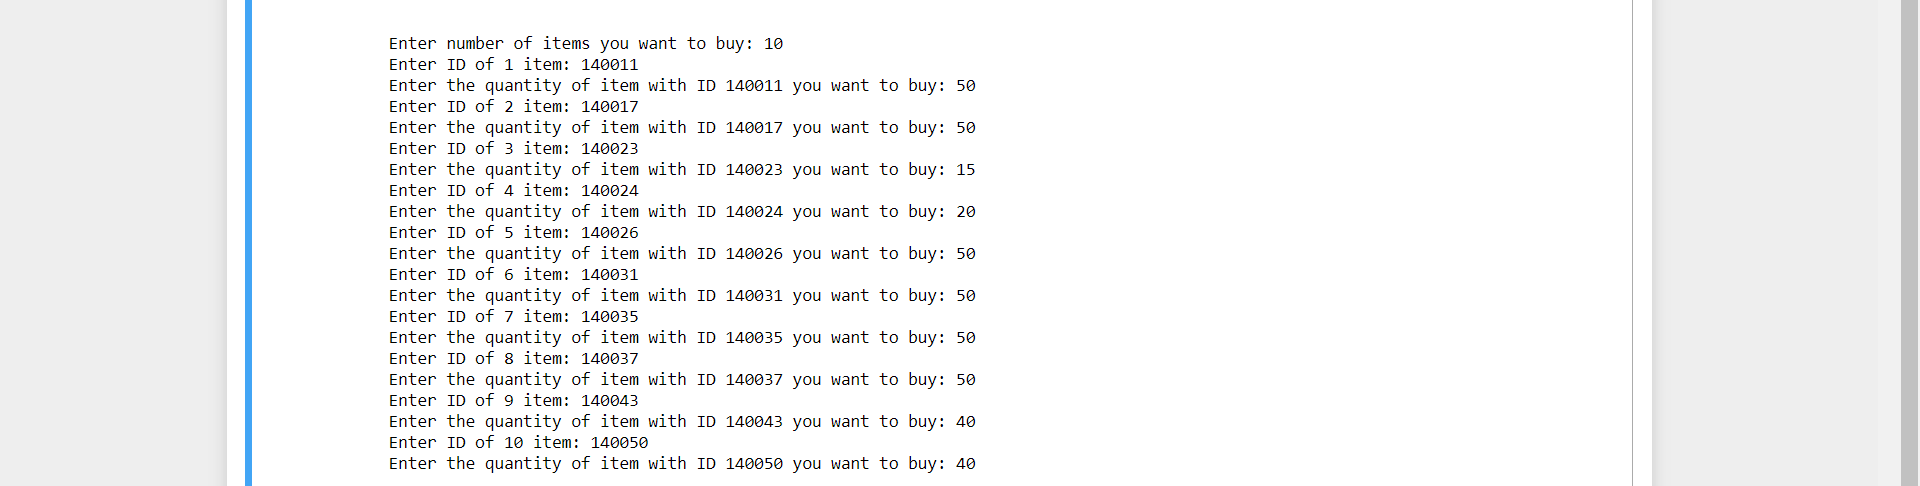 Enter number of items you want to buy: 10
Enter ID of 1 item: 140011
Enter the quantity of item with ID 140011 you want to buy: 50
Enter ID of 2 item: 140017
Enter the quantity of item with ID 140017 you want to buy: 50
Enter ID of 3 item: 140023
Enter the quantity of item with ID 140023 you want to buy: 15
Enter ID of 4 item: 140024
Enter the quantity of item with ID 140024 you want to buy: 20
Enter ID of 5 item: 140026
Enter the quantity of item with ID 140026 you want to buy: 50
Enter ID of 6 item: 140031
Enter the quantity of item with ID 140031 you want to buy: 50
Enter ID of 7 item: 140035
Enter the quantity of item with ID 140035 you want to buy: 50
Enter ID of 8 item: 140037
Enter the quantity of item with ID 140037 you want to buy: 50
Enter ID of 9 item: 140043
Enter the quantity of item with ID 140043 you want to buy: 40
Enter ID of 10 item: 140050
Enter the quantity of item with ID 140050 you want to buy: 40